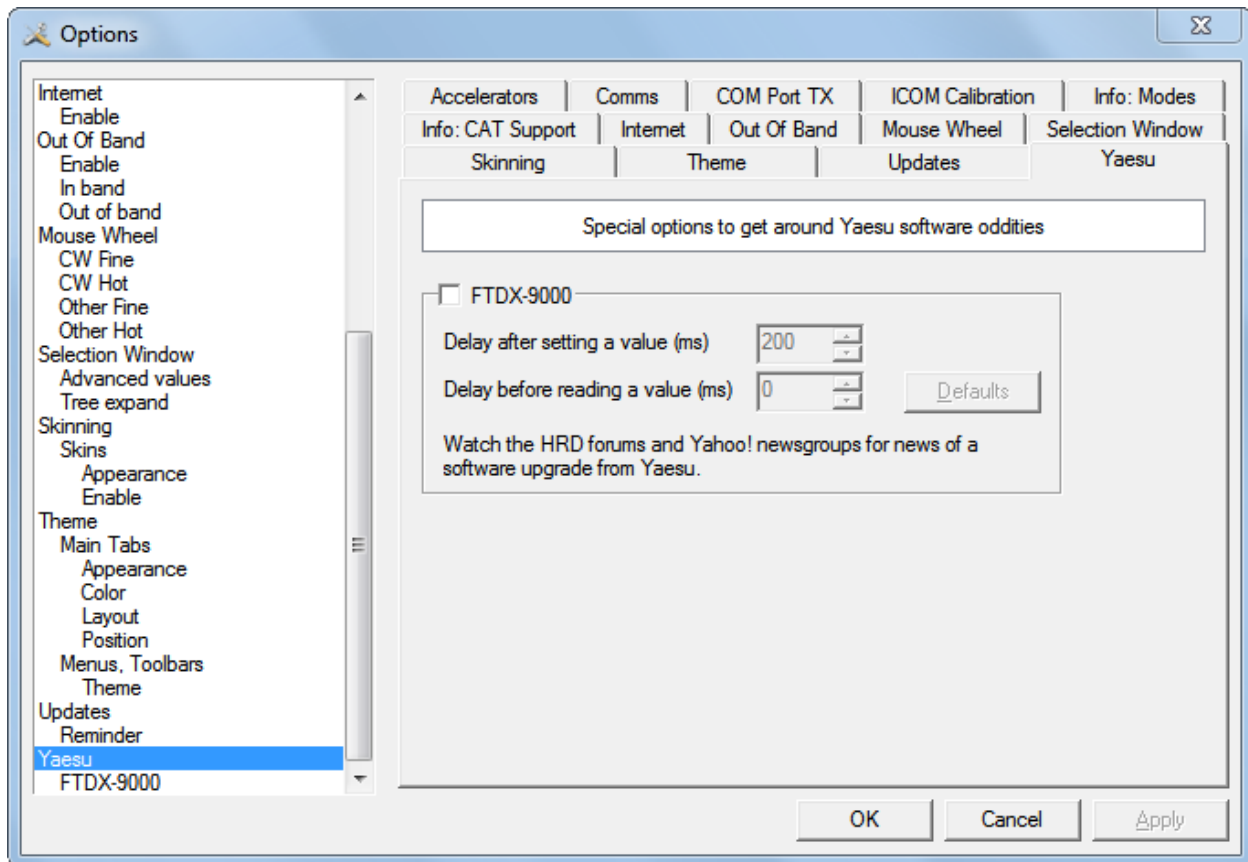 Options
Internet
Enable
Out Of Band
Enable
In band
Out of band
Mouse Wheel
CW Fine
CW Hot
Other Fine
Other Hot
Selection Window
Advanced values
Tree expand
Skinning
Skins
Appearance
Enable
Theme
Main Tabs
Appearance
Color
Layout
Position
Menus, Toolbars
Theme
Updates
Reminder
Yaesu
FTDX-9000
Accelerators Comms COM Port TX ICOM Calibration Info: Modes
Info: CAT Support Internet Out Of Band Mouse Wheel Selection Window
Skinning Theme Updates Yaesu
Special options to get around Yaesu software oddities
FTDX-9000
Delay after setting a value (ms) 200
Delay before reading a value (ms) 0 Defaults
Watch the HRD forums and Yahoo! newsgroups for news of a
software upgrade from Yaesu.
OK Cancel Apply